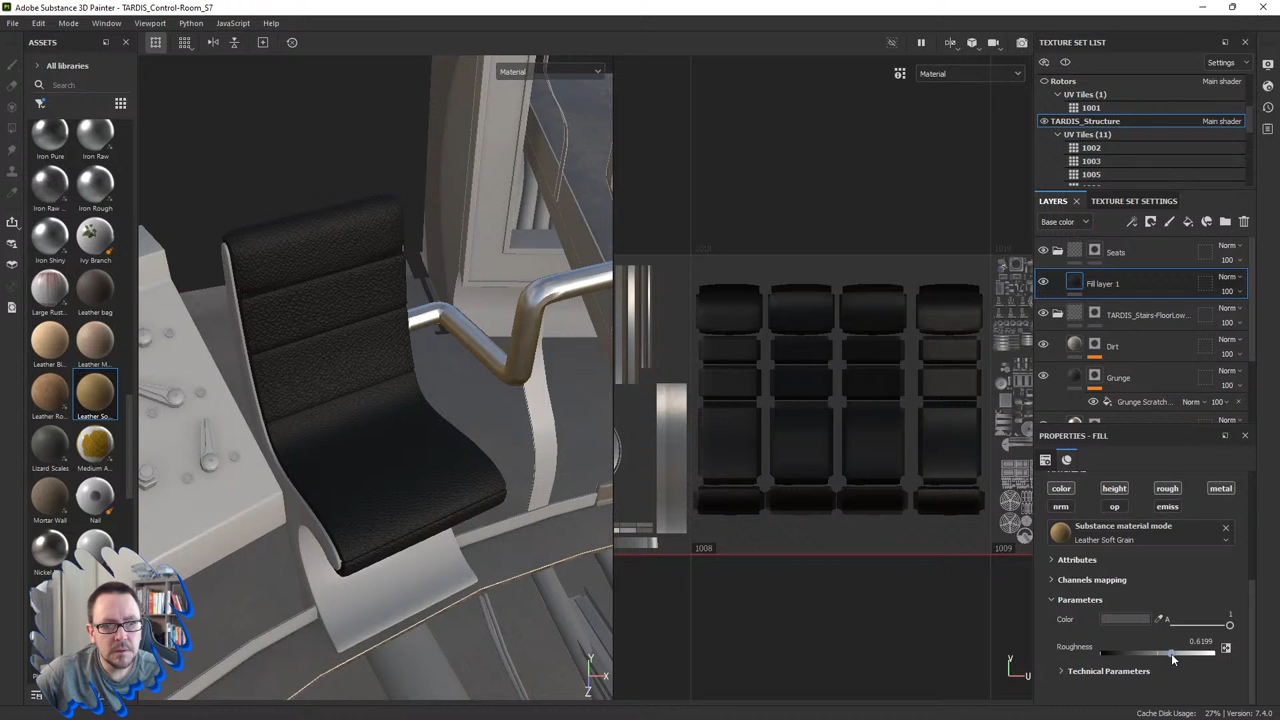 Adobe Substance 3D Painter - TARDIS_Control-Room_S7
File Edit Mode Window Viewport Python JavaScript Help
ASSETS
All libraries
Search
Iron Pure Iron Raw
Iron Raw ... Iron Rough
Iron Shiny Ivy Branch
Large Rust... Leather bag
Leather Bi... Leather M...
Leather Ro... Leather So...
Lizard Scales Medium A...
Mortar Wall Nail
Material
Material
1008
1009
TEXTURE SET LIST
Settings
Rotors Main shader
UV Tiles (1)
1001
TARDIS_Structure Main shader
UV Tiles (11)
1002
1003
1005
LAYERS TEXTURE SET SETTINGS
Base color
Seats Norm 100
Fill layer 1 Norm 100
TARDIS_Stairs-FloorLow... Norm 100
Dirt Norm 100
Grunge Norm 100
Grunge Scratch... Norm 100
PROPERTIES - FILL
color height rough metal
nrm op emiss
Substance material mode
Leather Soft Grain
Attributes
Channels mapping
Parameters
Color A 1
Roughness 0.6199
Technical Parameters
Y
X
Z
Y
U
Cache Disk Usage: 27% | Version: 7.4.0